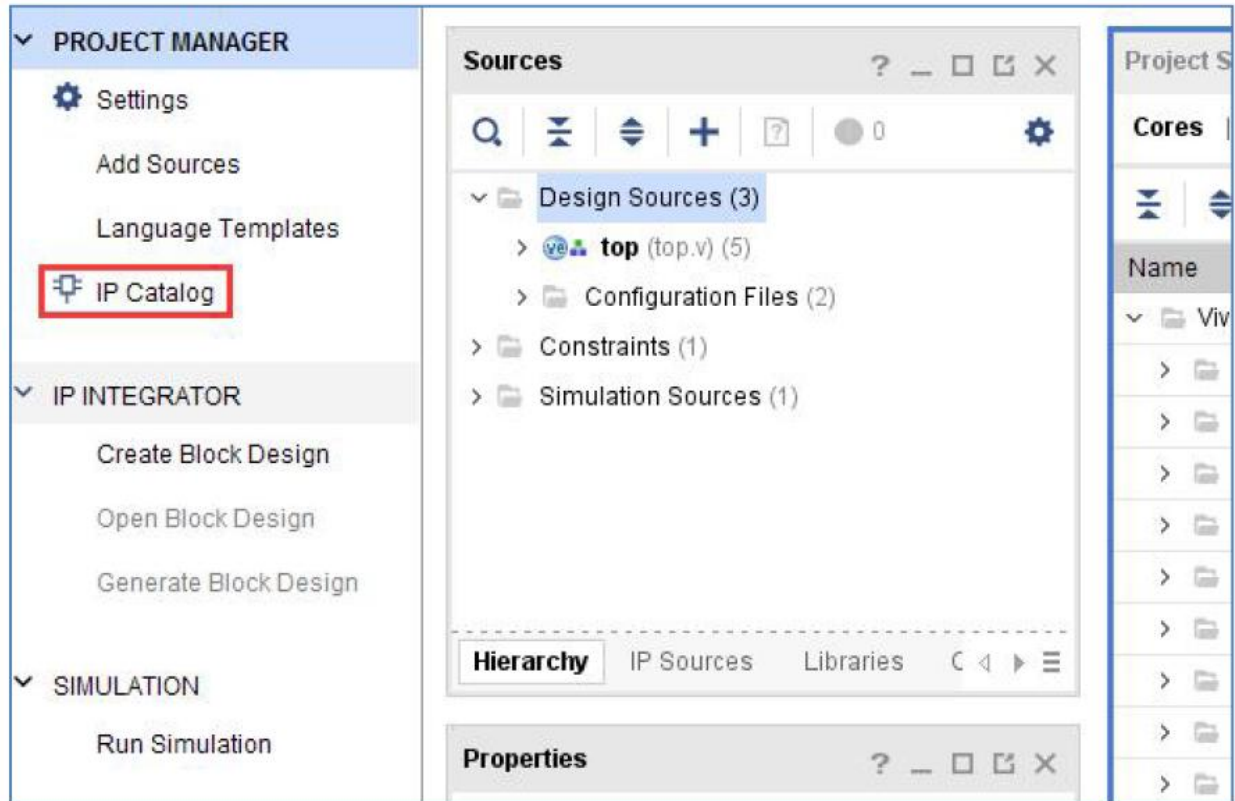 PROJECT MANAGER
Settings
Add Sources
Language Templates
IP Catalog
IP INTEGRATOR
Create Block Design
Open Block Design
Generate Block Design
SIMULATION
Run Simulation
Sources
? 0
Design Sources (3)
top (top.v) (5)
Configuration Files (2)
Constraints (1)
Simulation Sources (1)
Hierarchy IP Sources Libraries C
Properties
Project S
Cores
Name
Viv